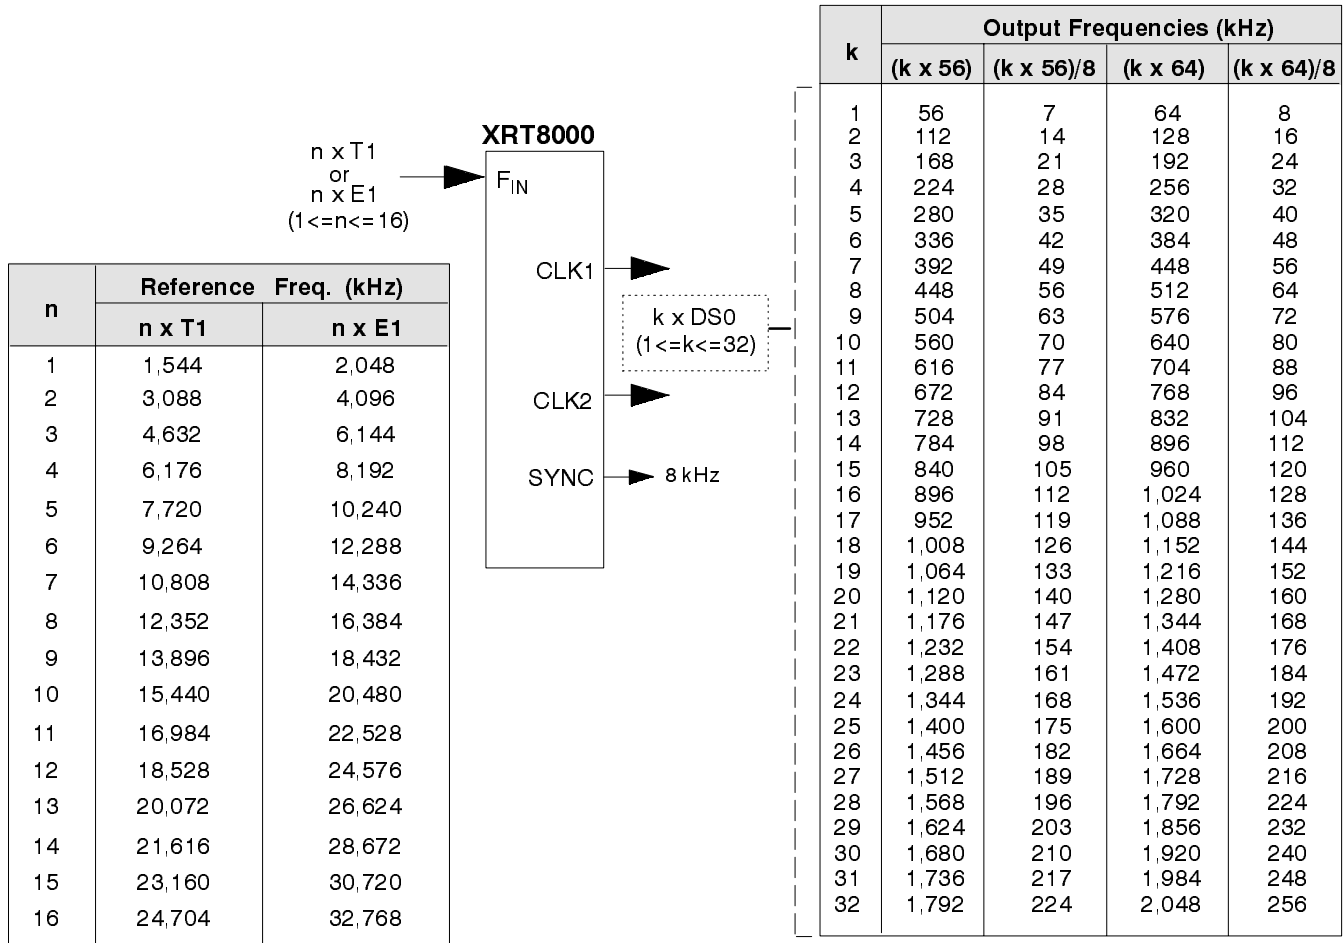 XRT8000
n x T1
or
n x E1
(1<=n<=16)
FIN
CLK1
CLK2
SYNC
8 kHz
k x DS0
(1<=k<=32)
n Reference Freq. (kHz)
n x T1 n x E1
1 1,544 2,048
2 3,088 4,096
3 4,632 6,144
4 6,176 8,192
5 7,720 10,240
6 9,264 12,288
7 10,808 14,336
8 12,352 16,384
9 13,896 18,432
10 15,440 20,480
11 16,984 22,528
12 18,528 24,576
13 20,072 26,624
14 21,616 28,672
15 23,160 30,720
16 24,704 32,768
k Output Frequencies (kHz)
(k x 56) (k x 56)/8 (k x 64) (k x 64)/8
1 56 7 64 8
2 112 14 128 16
3 168 21 192 24
4 224 28 256 32
5 280 35 320 40
6 336 42 384 48
7 392 49 448 56
8 448 56 512 64
9 504 63 576 72
10 560 70 640 80
11 616 77 704 88
12 672 84 768 96
13 728 91 832 104
14 784 98 896 112
15 840 105 960 120
16 896 112 1,024 128
17 952 119 1,088 136
18 1,008 126 1,152 144
19 1,064 133 1,216 152
20 1,120 140 1,280 160
21 1,176 147 1,344 168
22 1,232 154 1,408 176
23 1,288 161 1,472 184
24 1,344 168 1,536 192
25 1,400 175 1,600 200
26 1,456 182 1,664 208
27 1,512 189 1,728 216
28 1,568 196 1,792 224
29 1,624 203 1,856 232
30 1,680 210 1,920 240
31 1,736 217 1,984 248
32 1,792 224 2,048 256